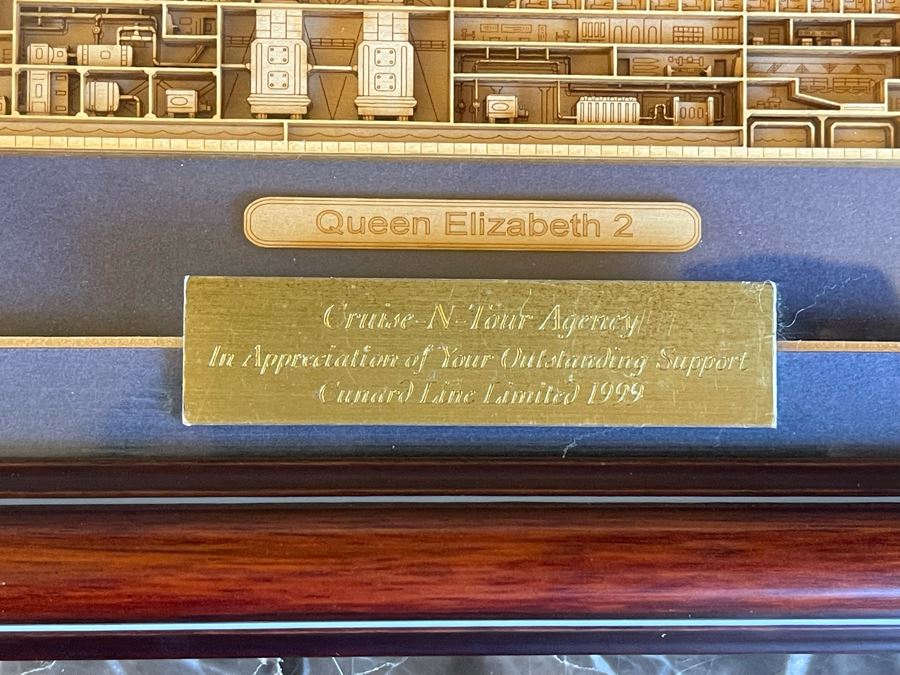 Queen Elizabeth 2
Cruise-N-Tour Agency
In Appreciation of Your Outstanding Support
Cunard Line Limited 1999